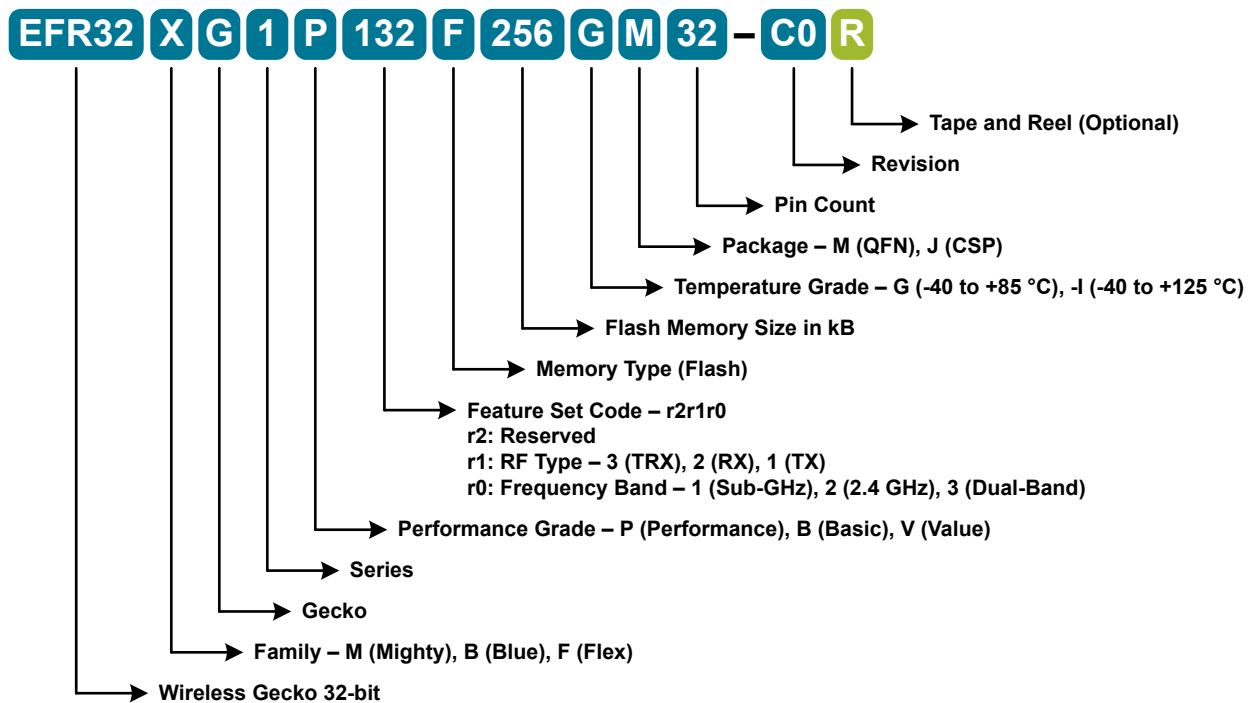 EFR32 X G 1 P 132 F 256 G M 32 – C0 R
Tape and Reel (Optional)
Revision
Pin Count
Package – M (QFN), J (CSP)
Temperature Grade – G (-40 to +85 °C), -I (-40 to +125 °C)
Flash Memory Size in kB
Memory Type (Flash)
Feature Set Code – r2r1r0
r2: Reserved
r1: RF Type – 3 (TRX), 2 (RX), 1 (TX)
r0: Frequency Band – 1 (Sub-GHz), 2 (2.4 GHz), 3 (Dual-Band)
Performance Grade – P (Performance), B (Basic), V (Value)
Series
Gecko
Family – M (Mighty), B (Blue), F (Flex)
Wireless Gecko 32-bit